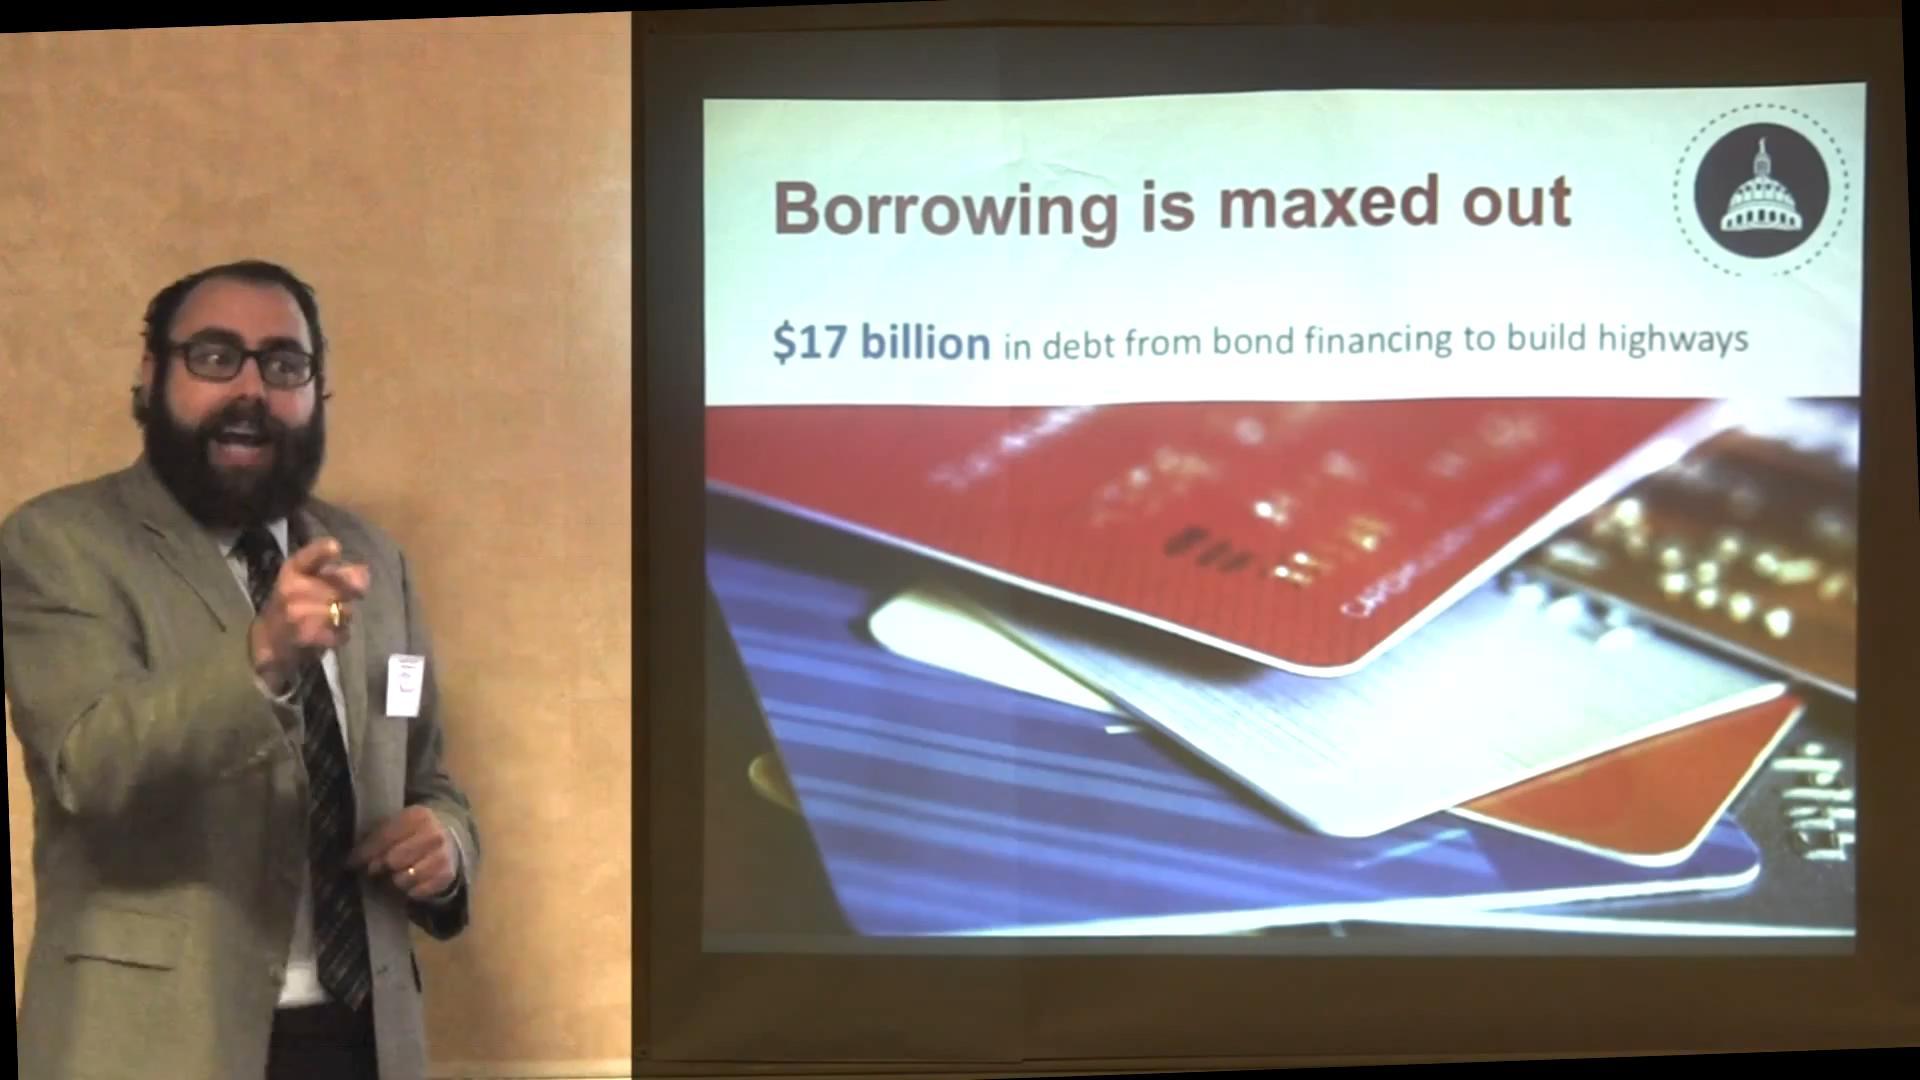 Borrowing is maxed out
$17 billion in debt from bond financing to build highways